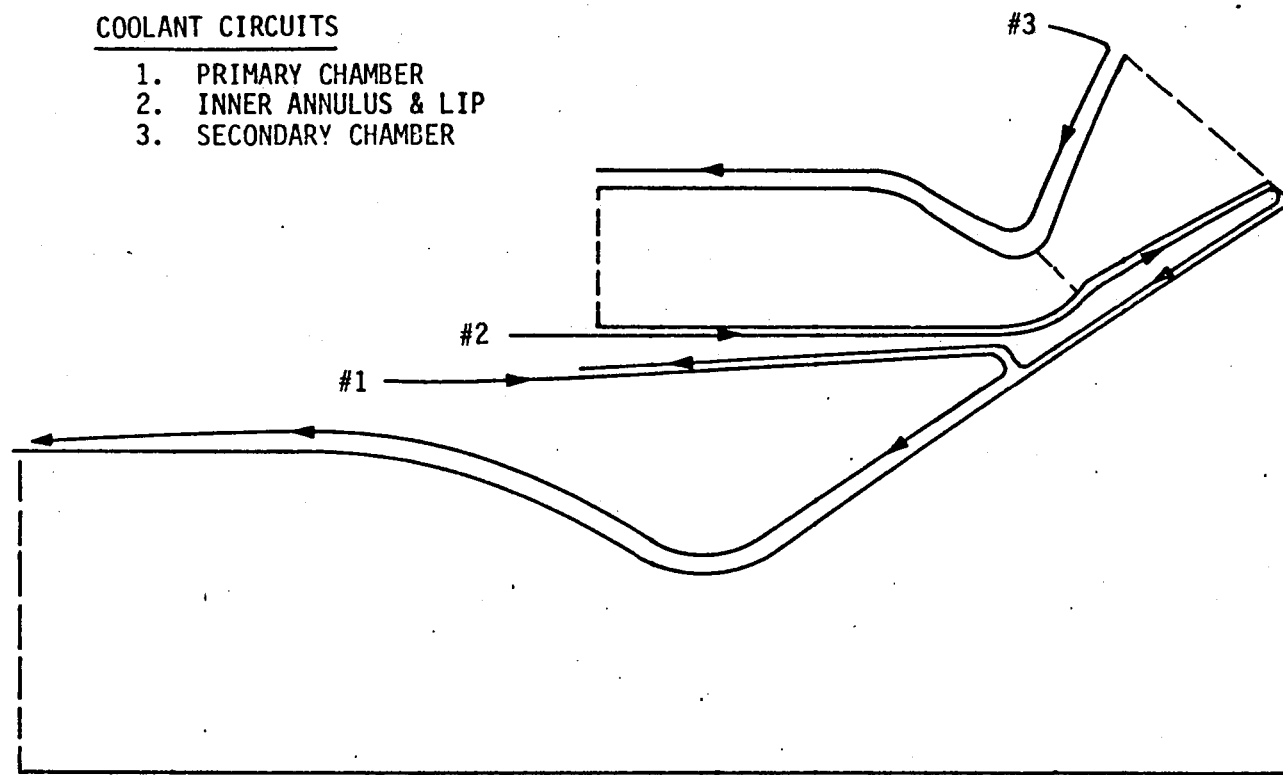 COOLANT CIRCUITS
1. PRIMARY CHAMBER
2. INNER ANNULUS & LIP
3. SECONDARY CHAMBER
#3
#2
#1